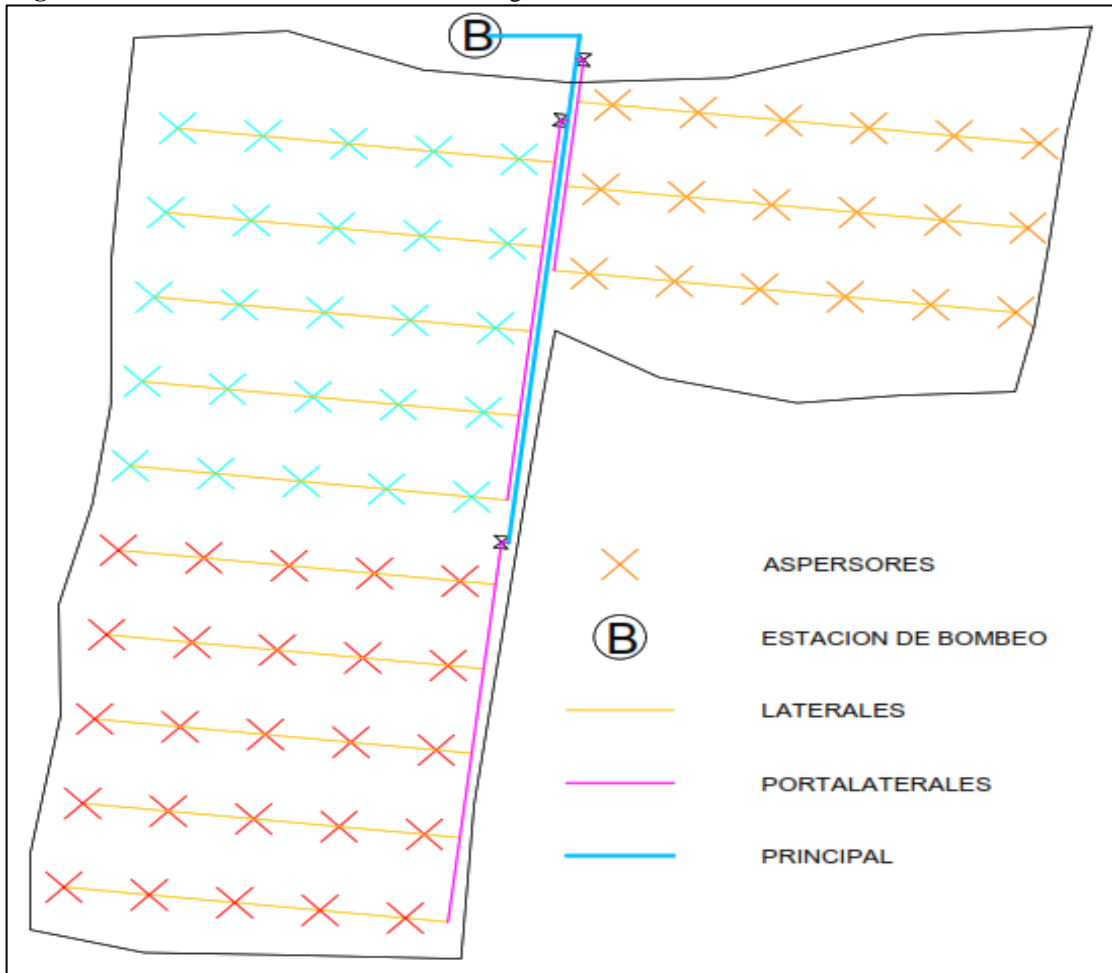 B
ASPERSORES
B
ESTACION DE BOMBEO
LATERALES
PORTALATERALES
PRINCIPAL